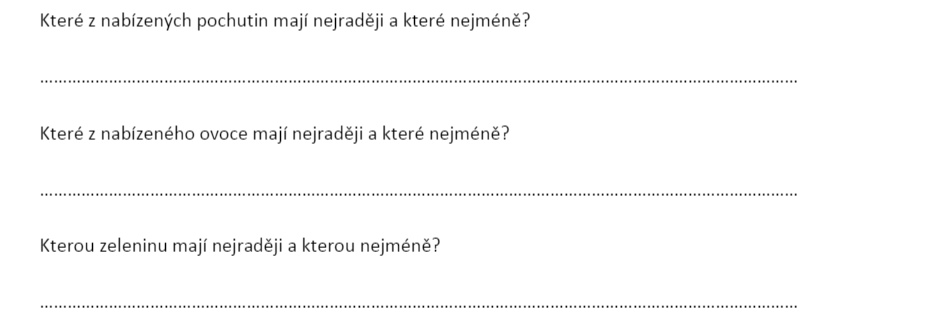 Které z nabízených pochutin mají nejraději a které nejméně?
……………………………………………………………………………………………………………………………………………
Které z nabízeného ovoce mají nejraději a které nejméně?
……………………………………………………………………………………………………………………………………………
Kterou zeleninu mají nejraději a kterou nejméně?
……………………………………………………………………………………………………………………………………………